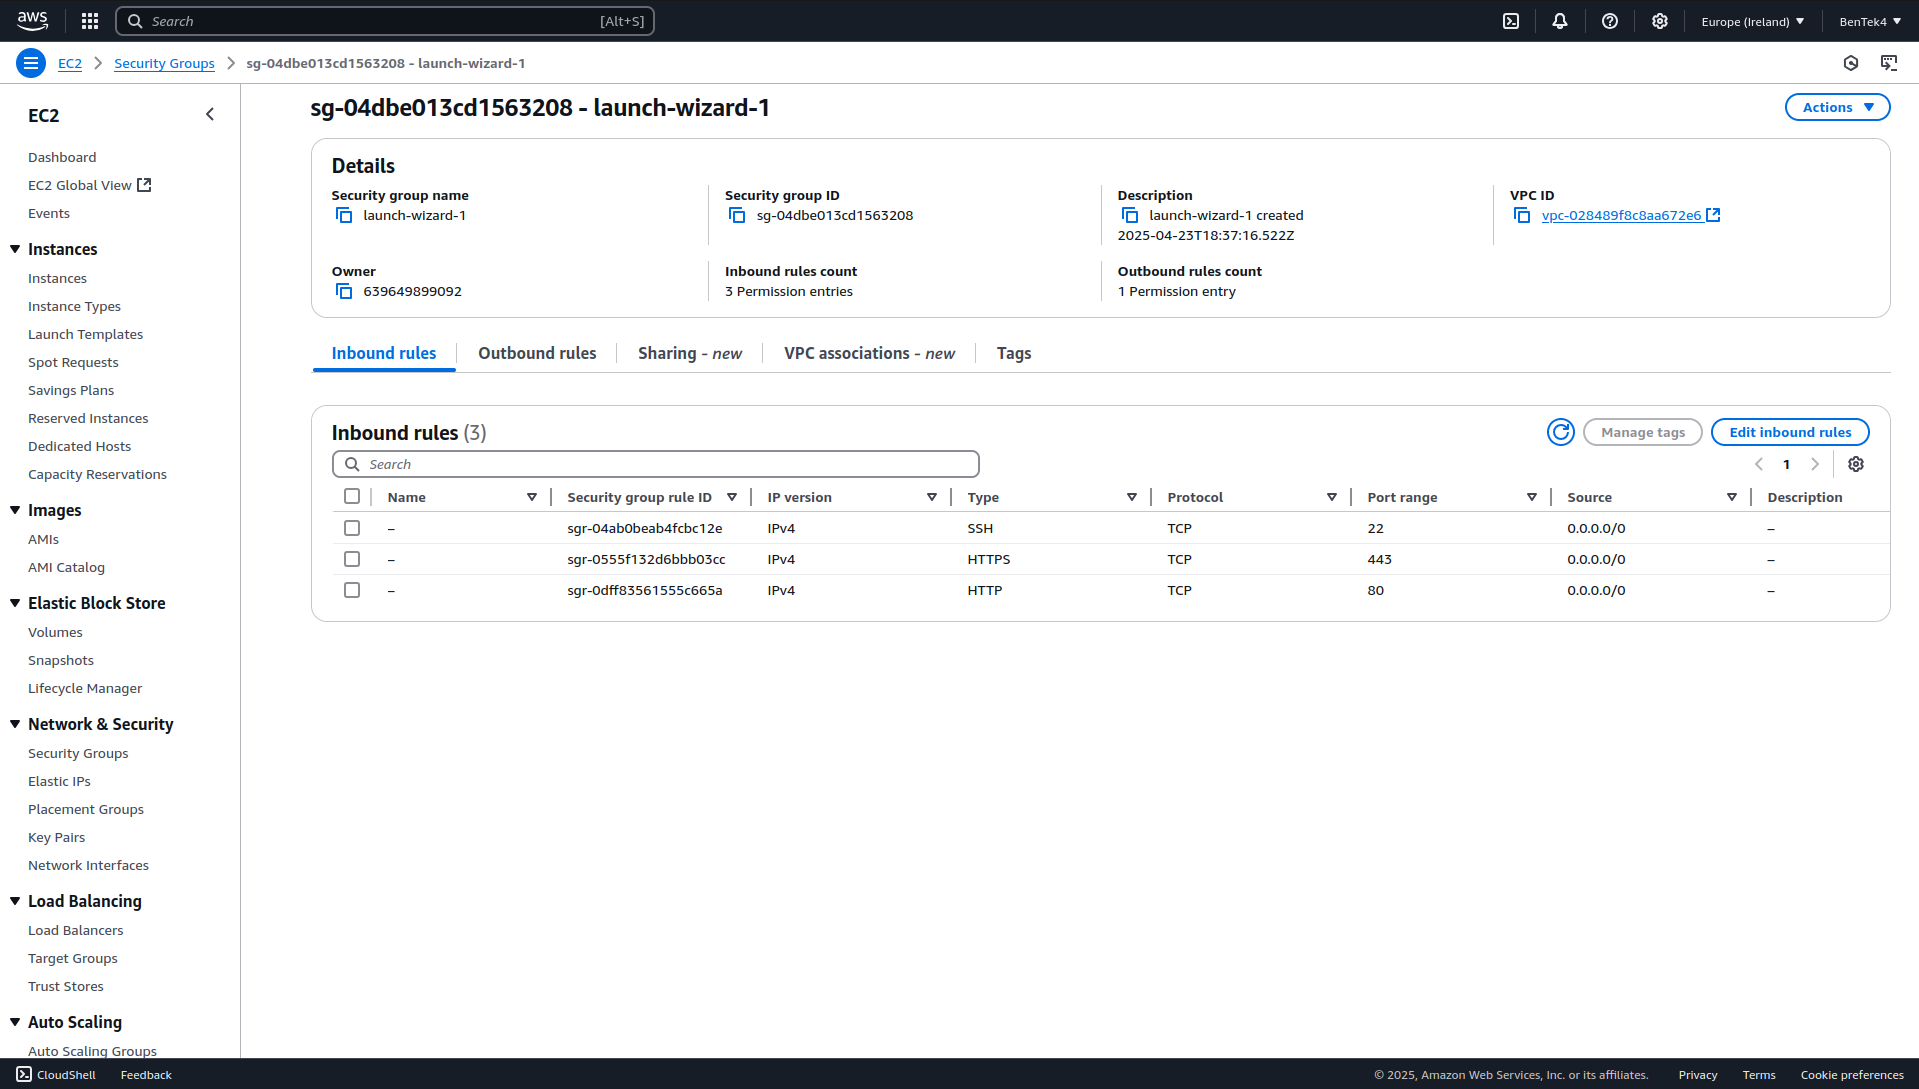 aws
Search [Alt+S]
Europe (Ireland)
BenTek4
EC2 > Security Groups > sg-04dbe013cd1563208 - launch-wizard-1
EC2
Dashboard
EC2 Global View
Events
Instances
Instances
Instance Types
Launch Templates
Spot Requests
Savings Plans
Reserved Instances
Dedicated Hosts
Capacity Reservations
Images
AMIs
AMI Catalog
Elastic Block Store
Volumes
Snapshots
Lifecycle Manager
Network & Security
Security Groups
Elastic IPs
Placement Groups
Key Pairs
Network Interfaces
Load Balancing
Load Balancers
Target Groups
Trust Stores
Auto Scaling
Auto Scaling Groups
sg-04dbe013cd1563208 - launch-wizard-1
Actions
Details
Security group name
launch-wizard-1
Security group ID
sg-04dbe013cd1563208
Description
launch-wizard-1 created
2025-04-23T18:37:16.522Z
VPC ID
vpc-028489f8c8aa672e6
Owner
639649899092
Inbound rules count
3 Permission entries
Outbound rules count
1 Permission entry
Inbound rules Outbound rules Sharing - new VPC associations - new Tags
Inbound rules (3)
Manage tags
Edit inbound rules
Search
1
Name Security group rule ID IP version Type Protocol Port range Source Description
– sgr-04ab0beab4fcbc12e IPv4 SSH TCP 22 0.0.0.0/0 –
– sgr-0555f132d6bbb03cc IPv4 HTTPS TCP 443 0.0.0.0/0 –
– sgr-0dff83561555c665a IPv4 HTTP TCP 80 0.0.0.0/0 –
CloudShell Feedback
© 2025, Amazon Web Services, Inc. or its affiliates. Privacy Terms Cookie preferences